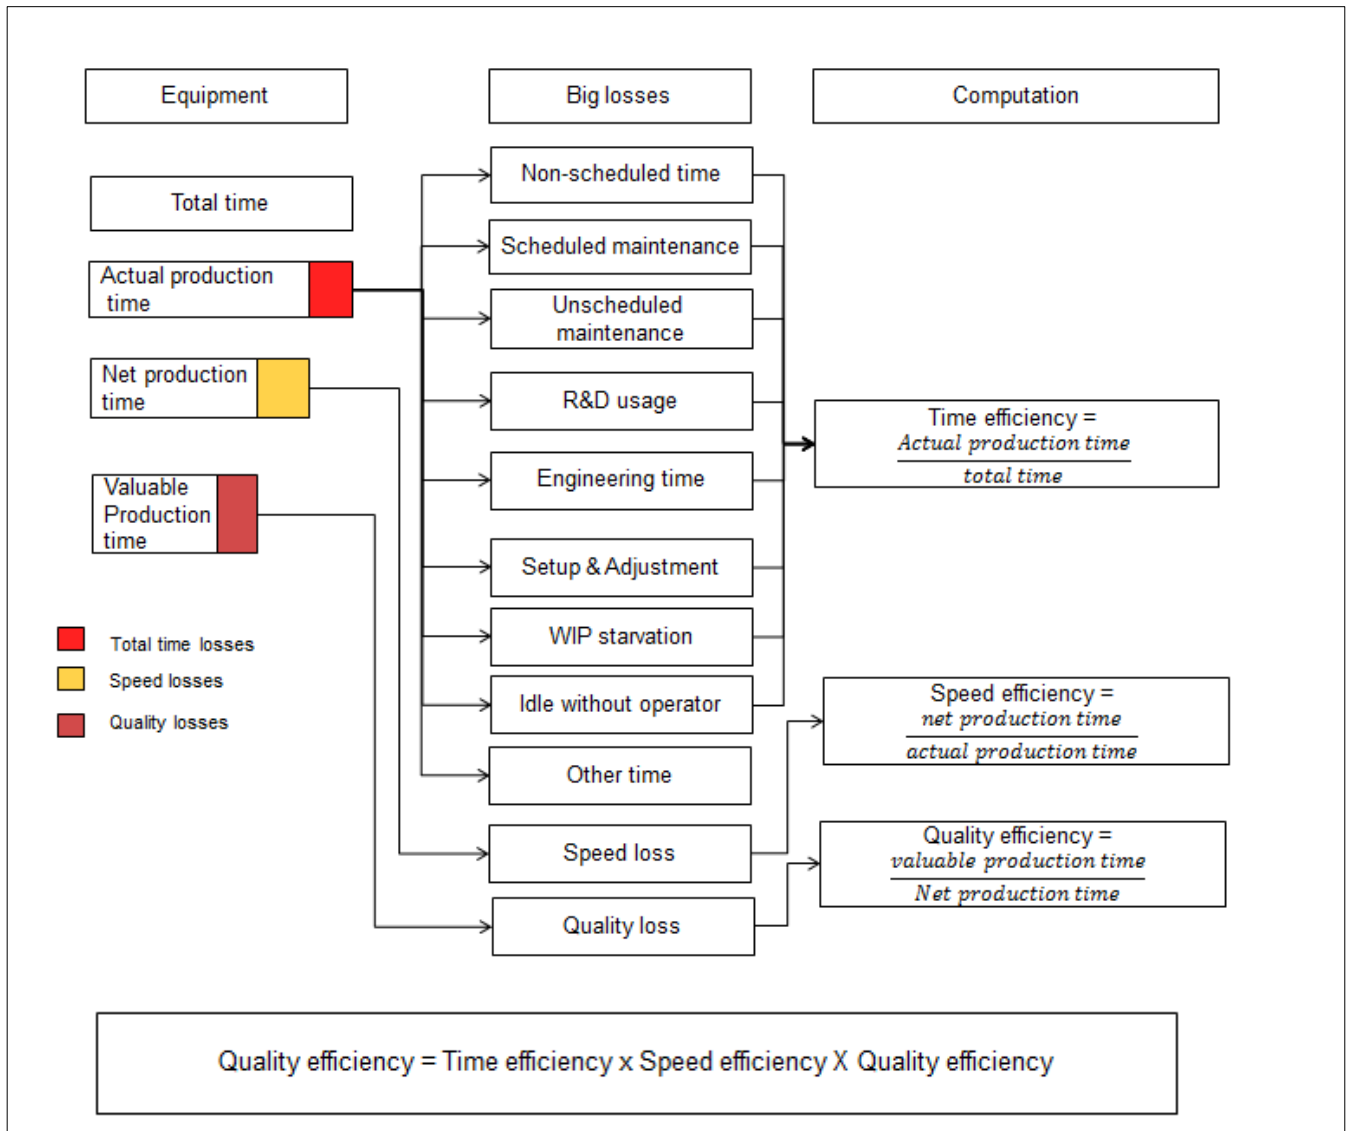 Equipment
Big losses
Computation
Total time
Actual production
time
Net production
time
Valuable
Production
time
Total time losses
Speed losses
Quality losses
Non-scheduled time
Scheduled maintenance
Unscheduled
maintenance
R&D usage
Engineering time
Setup & Adjustment
WIP starvation
Idle without operator
Other time
Speed loss
Quality loss
Time efficiency =
Actual production time
total time
Speed efficiency =
net production time
actual production time
Quality efficiency =
valuable production time
Net production time
Quality efficiency = Time efficiency x Speed efficiency X Quality efficiency